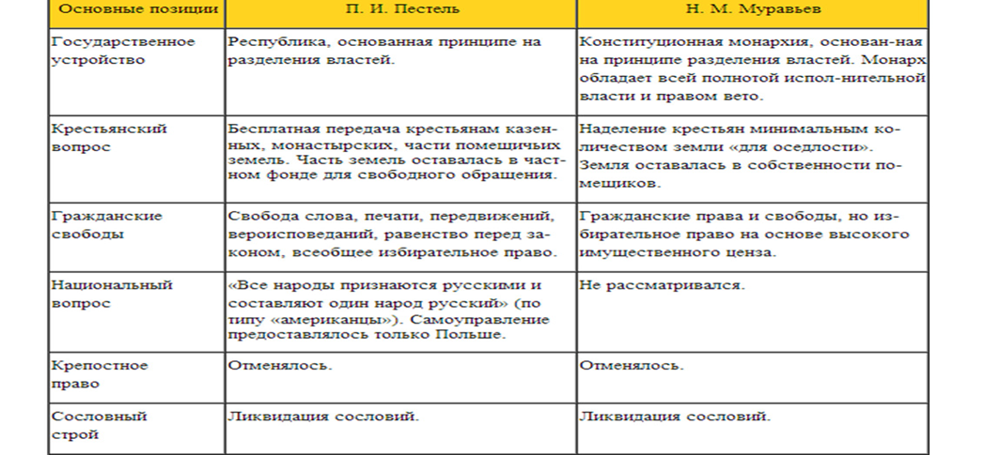 Основные позиции
П. И. Пестель
Н. М. Муравьев
Государственное
устройство
Республика, основанная принципе на
разделения властей.
Конституционная монархия, основан-ная
на принципе разделения властей. Монарх
обладает всей полнотой испол-нительной
власти и правом вето.
Крестьянский
вопрос
Бесплатная передача крестьянам казен-
ных, монастырских, части помещичьих
земель. Часть земель оставалась в част-
ном фонде для свободного обращения.
Наделение крестьян минимальным ко-
личеством земли «для оседлости».
Земля оставалась в собственности по-
мещиков.
Гражданские
свободы
Свобода слова, печати, передвижений,
вероисповеданий, равенство перед за-
коном, всеобщее избирательное право.
Гражданские права и свободы, но из-
бирательное право на основе высокого
имущественного ценза.
Национальный
вопрос
«Все народы признаются русскими и
составляют один народ русский» (по
типу «американцы»). Самоуправление
предоставлялось только Польше.
Не рассматривался.
Крепостное
право
Отменялось.
Отменялось.
Сословный
строй
Ликвидация сословий.
Ликвидация сословий.